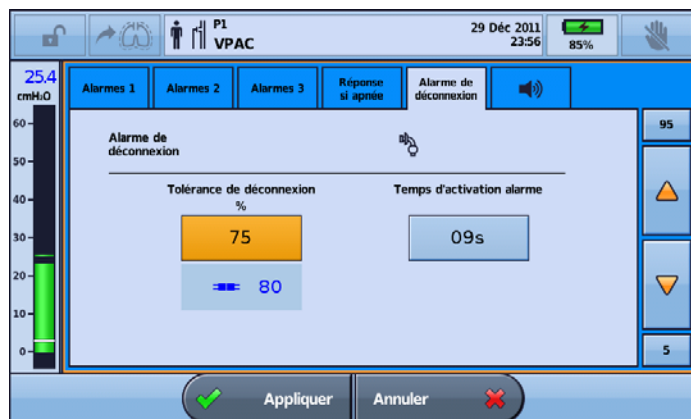 P1
VPAC
29 Déc 2011
23:56
85%
25.4
cmH₂O
Alarmes 1
Alarmes 2
Alarmes 3
Réponse
si apnée
Alarme de
déconnexion
60
50
40
30
20
10
0
Alarme de
déconnexion
Tolérance de déconnexion
%
75
80
Temps d'activation alarme
09s
95
5
Appliquer
Annuler